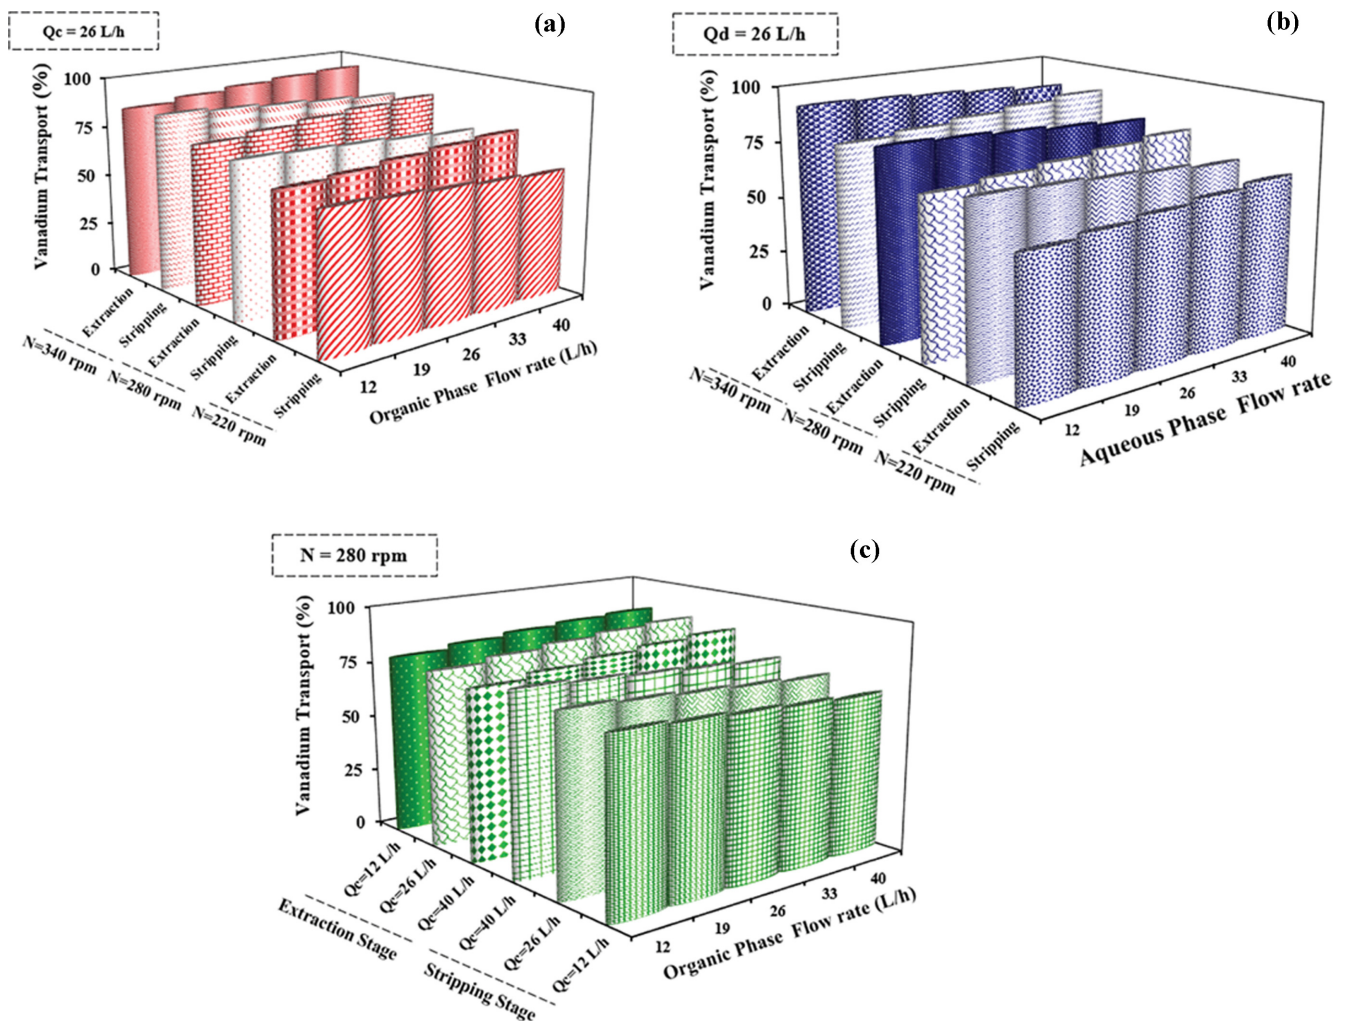 Qc = 26 L/h
(a)
Vanadium Transport (%)
100
75
50
25
0
Extraction
Stripping
Extraction
Stripping
Extraction
Stripping
N=340 rpm
N=280 rpm
N=220 rpm
12
19
26
33
40
Organic Phase Flow rate (L/h)
Qd = 26 L/h
(b)
Vanadium Transport (%)
100
75
50
25
0
Extraction
Stripping
Extraction
Stripping
Extraction
Stripping
N=340 rpm
N=280 rpm
N=220 rpm
12
19
26
33
40
Aqueous Phase Flow rate
N = 280 rpm
(c)
Vanadium Transport (%)
100
75
50
25
0
Qc=12 L/h
Qc=26 L/h
Qc=40 L/h
Qc=40 L/h
Qc=26 L/h
Qc=12 L/h
Extraction Stage
Stripping Stage
12
19
26
33
40
Organic Phase Flow rate (L/h)